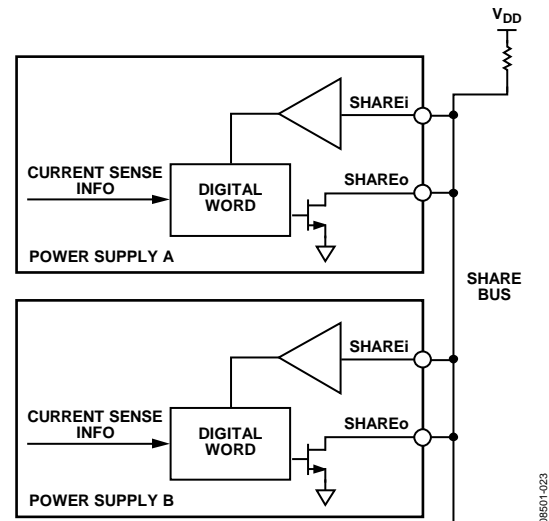 VDD
SHAREi
CURRENT SENSE
INFO
DIGITAL
WORD
SHAREo
POWER SUPPLY A
SHARE
BUS
SHAREi
CURRENT SENSE
INFO
DIGITAL
WORD
SHAREo
POWER SUPPLY B
08501-023